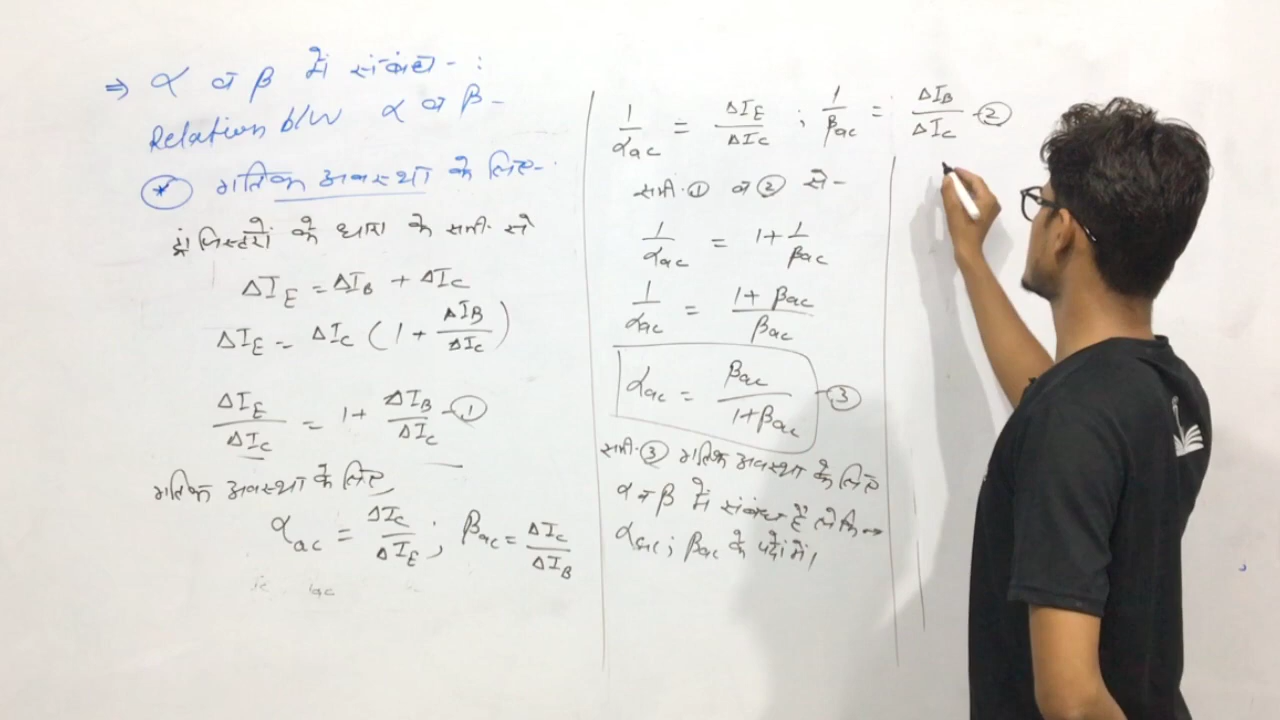 ⇒ α व β में संबंध - :
Relation b/w α व β -
* गतिक अवस्था के लिए -
ट्रांजिस्टरों के धारा के समी. से
ΔI_E = ΔI_B + ΔI_C
ΔI_E = ΔI_C (1 + ΔI_B/ΔI_C)
ΔI_E/ΔI_C = 1 + ΔI_B/ΔI_C - ①
गतिक अवस्था के लिए
α_ac = ΔI_C/ΔI_E ; β_ac = ΔI_C/ΔI_B
1/α_ac = ΔI_E/ΔI_C ; 1/β_ac = ΔI_B/ΔI_C - ②
समी. ① व ② से -
1/α_ac = 1 + 1/β_ac
1/α_ac = (1 + β_ac)/β_ac
α_ac = β_ac/(1+β_ac) - ③
समी. ③ गतिक अवस्था के लिए
α व β में संबंध है लेकिन
α_ac ; β_ac के पदों में।